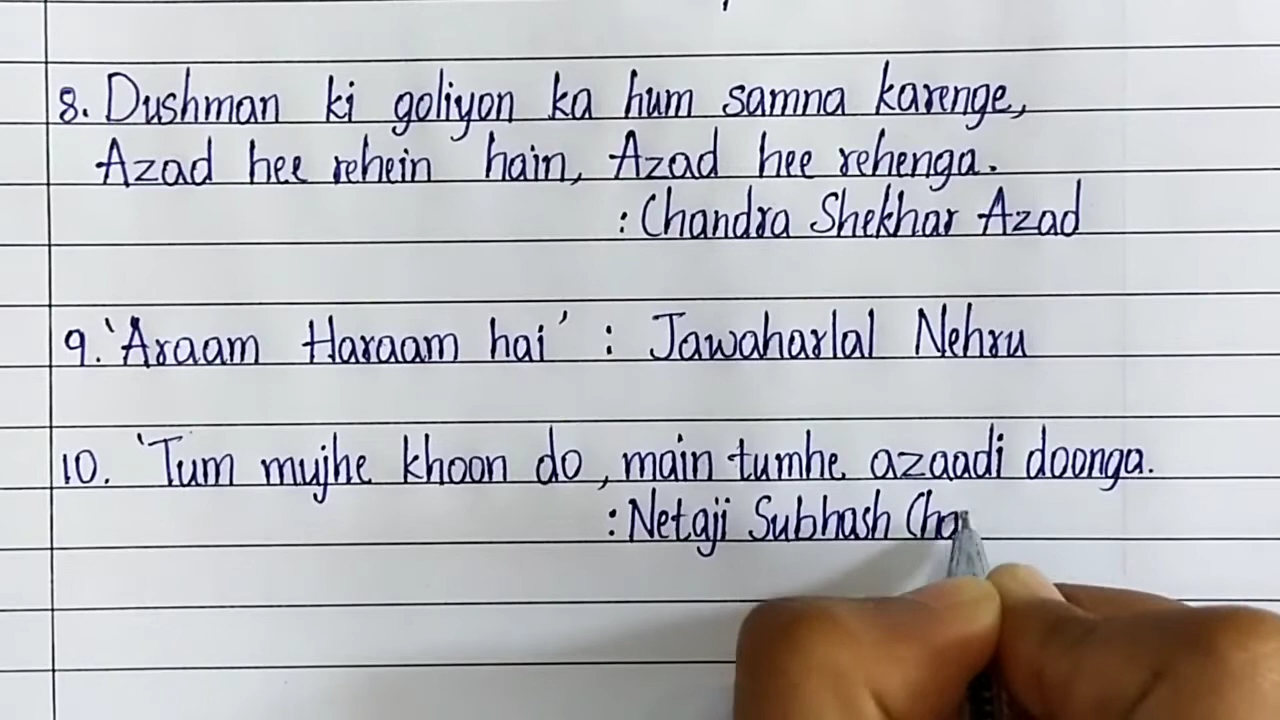 8. Dushman ki goliyon ka hum samna karenge,
Azad hee rehein hain, Azad hee rehenga.
: Chandra Shekhar Azad
9. 'Araam Haraam hai' : Jawaharlal Nehru
10. 'Tum mujhe khoon do, main tumhe azaadi doonga.
: Netaji Subhash Cha